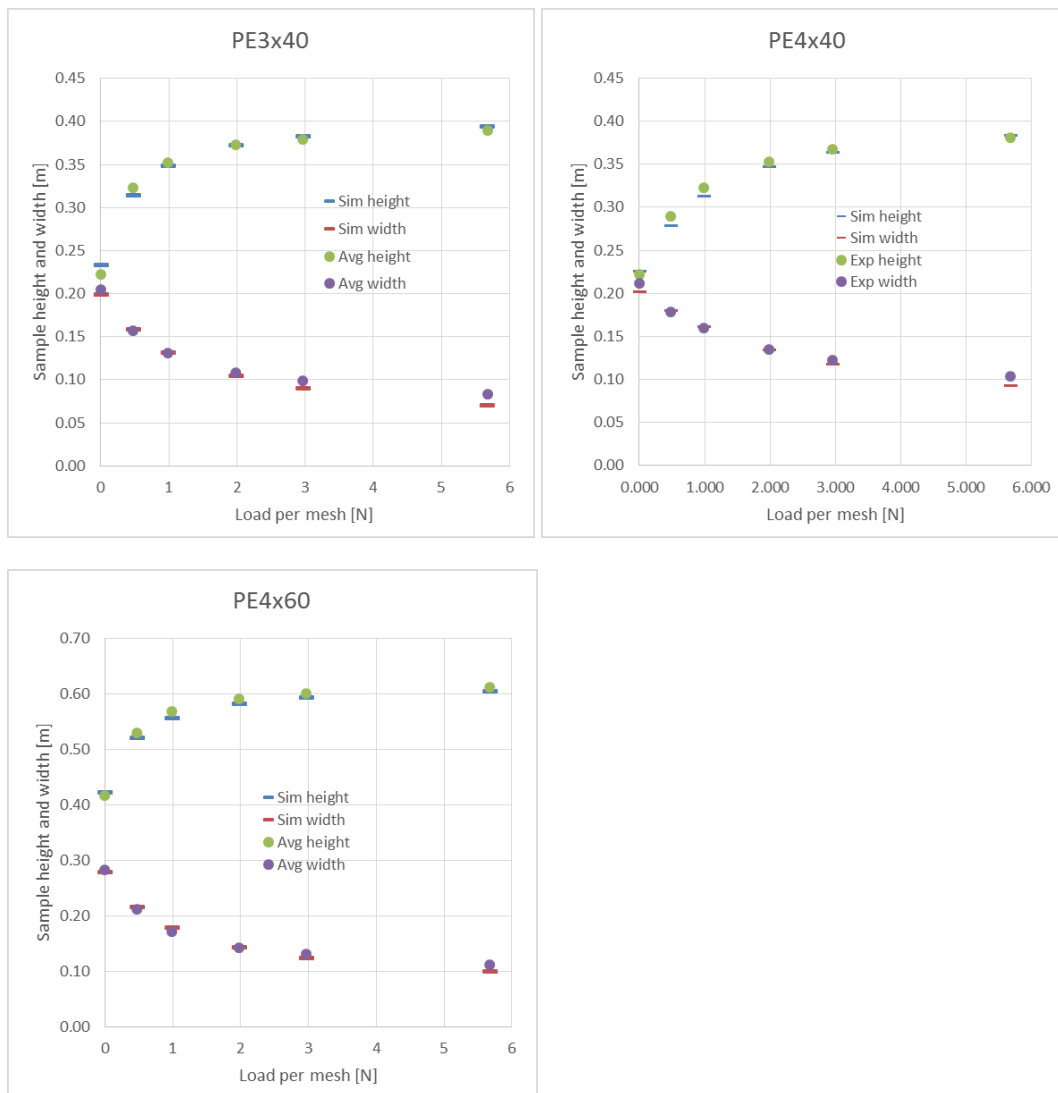 PE3x40
0.45
0.40
0.35
0.30
0.25
0.20
0.15
0.10
0.05
0.00
Sample height and width [m]
Sim height
Sim width
Avg height
Avg width
0 1 2 3 4 5 6
Load per mesh [N]
PE4x40
0.45
0.40
0.35
0.30
0.25
0.20
0.15
0.10
0.05
0.00
Sample height and width [m]
Sim height
Sim width
Exp height
Exp width
0.000 1.000 2.000 3.000 4.000 5.000 6.000
Load per mesh [N]
PE4x60
0.70
0.60
0.50
0.40
0.30
0.20
0.10
0.00
Sample height and width [m]
Sim height
Sim width
Avg height
Avg width
0 1 2 3 4 5 6
Load per mesh [N]